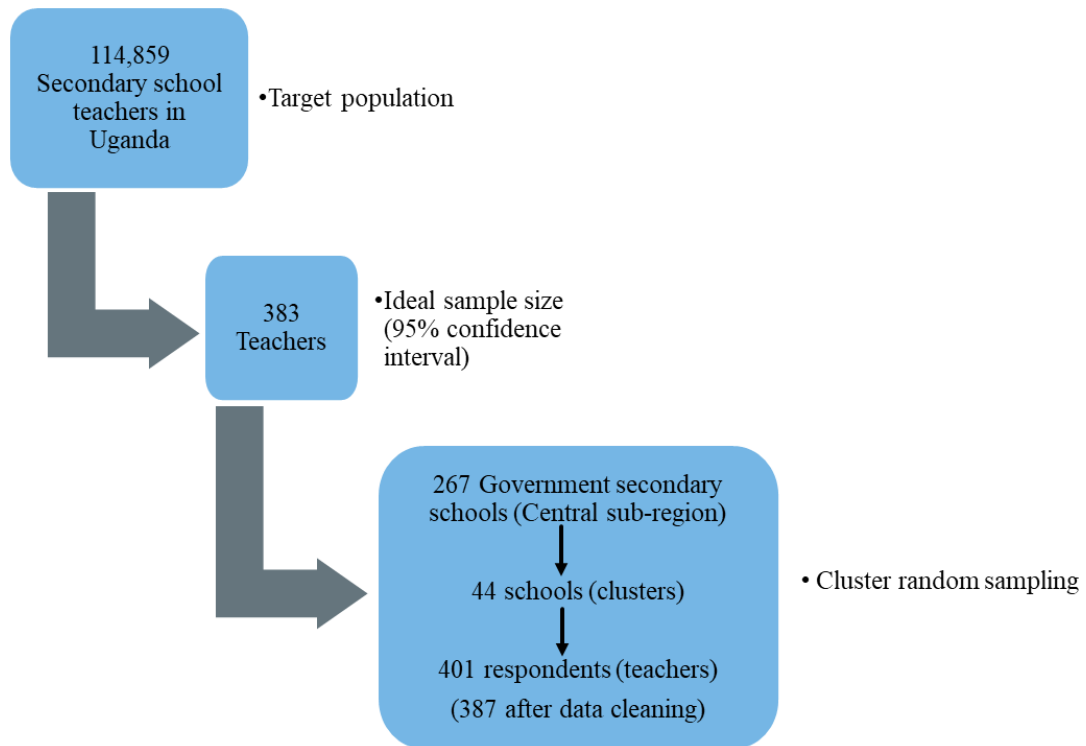 114,859
Secondary school
teachers in
Uganda
•Target population
383
Teachers
•Ideal sample size
(95% confidence
interval)
267 Government secondary
schools (Central sub-region)
44 schools (clusters)
401 respondents (teachers)
(387 after data cleaning)
• Cluster random sampling